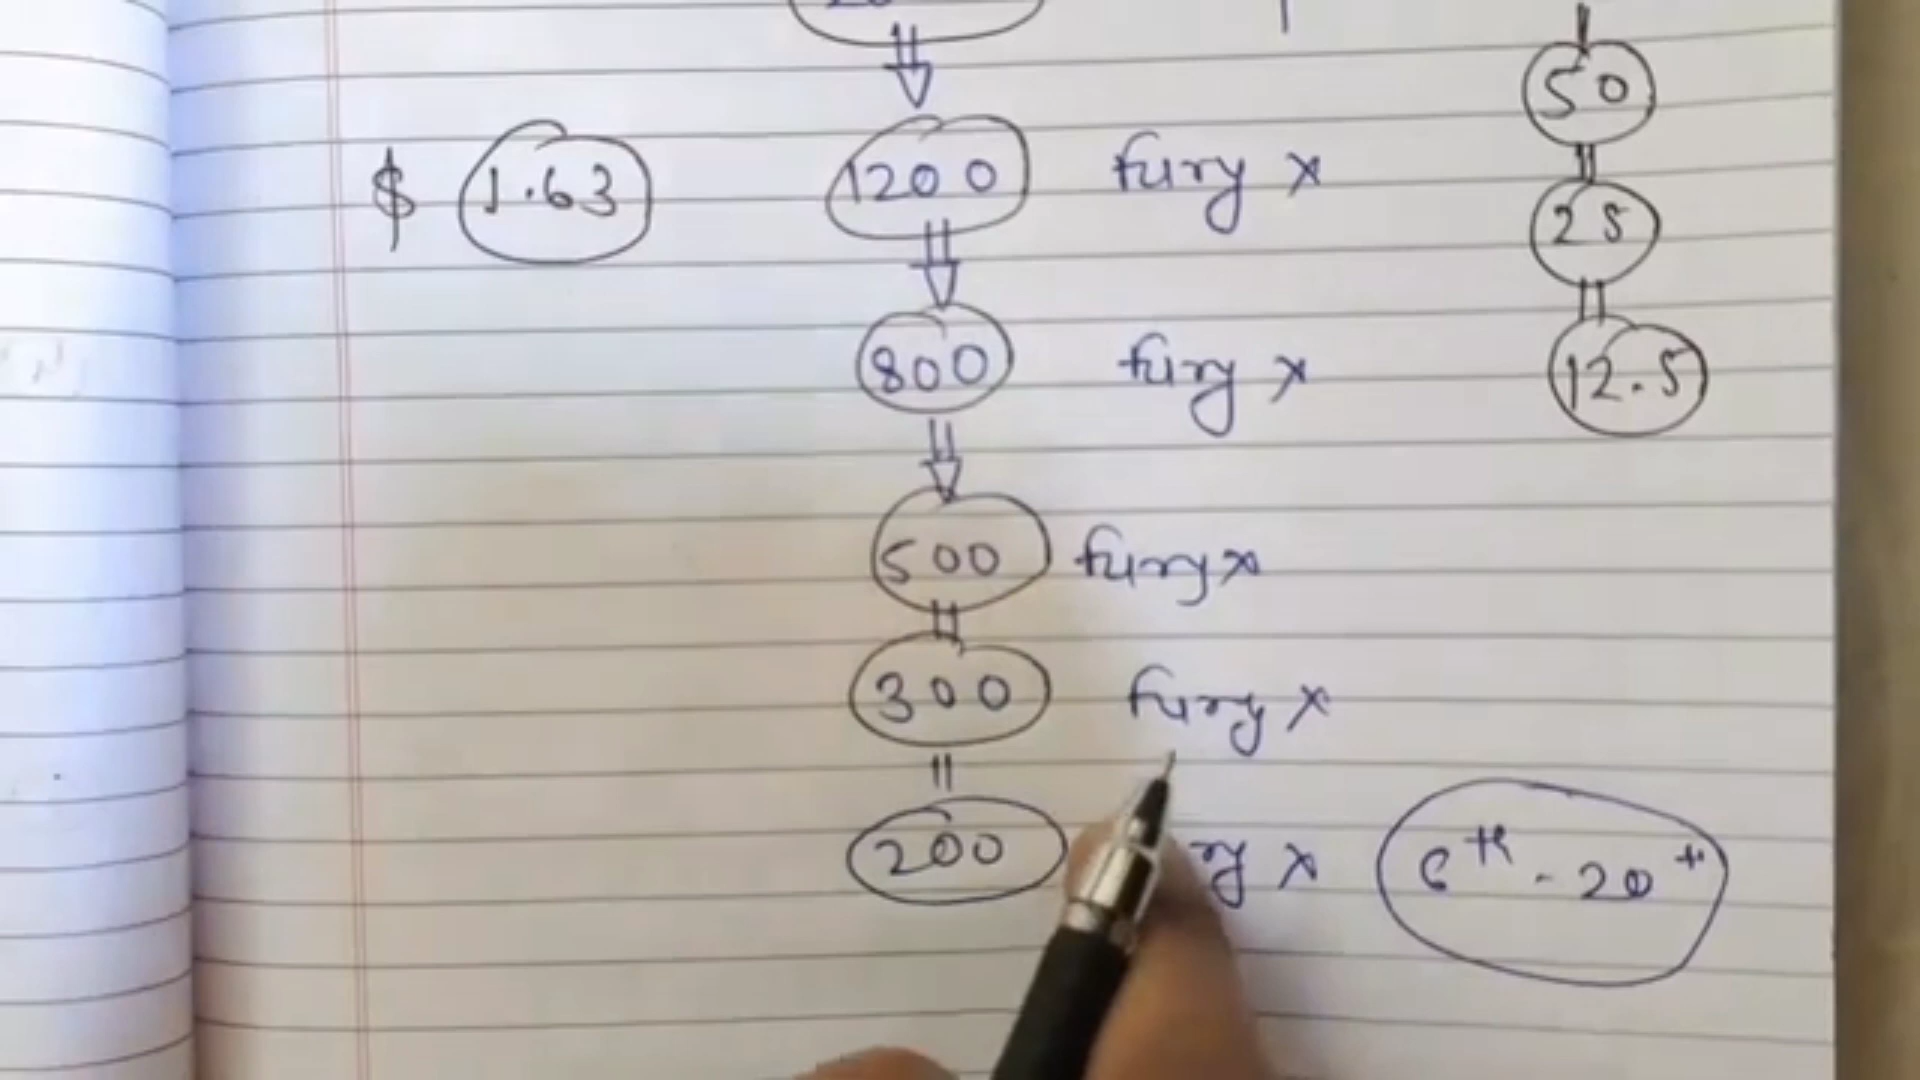 50
$ 1.63 1200 fury x
25
800 fury x 12.5
500 fury x
300 fury x
200 x 6th - 20th